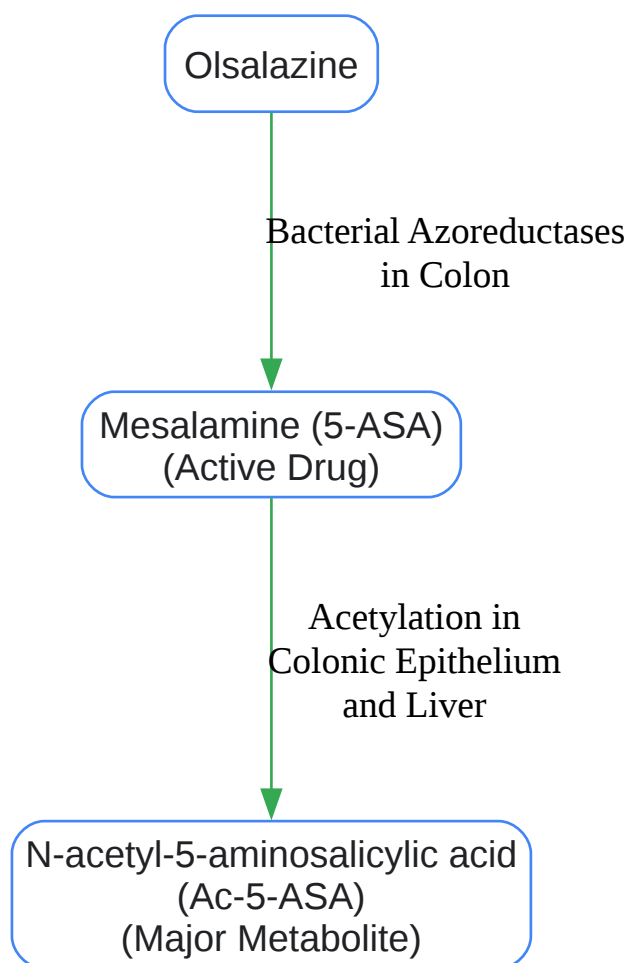 Olsalazine
Bacterial Azoreductases
in Colon
Mesalamine (5-ASA)
(Active Drug)
Acetylation in
Colonic Epithelium
and Liver
N-acetyl-5-aminosalicylic acid
(Ac-5-ASA)
(Major Metabolite)